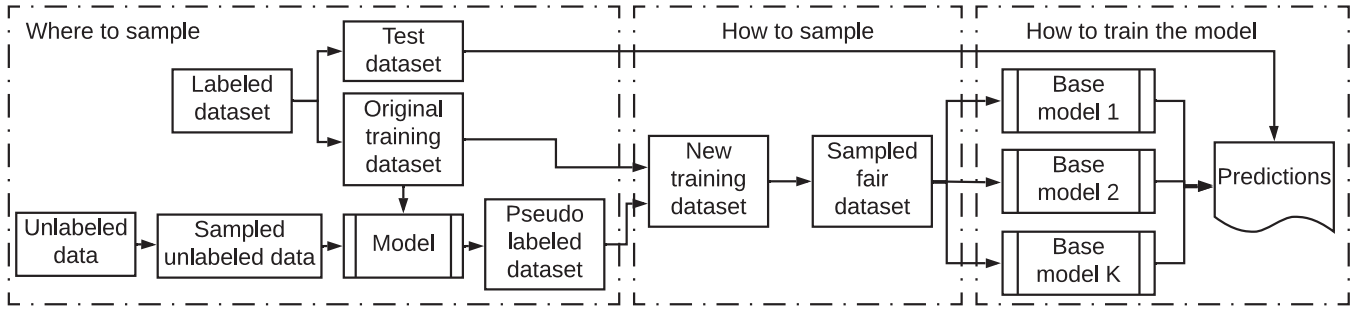 Where to sample
How to sample
How to train the model
Test
dataset
Labeled
dataset
Original
training
dataset
Unlabeled
data
Sampled
unlabeled data
Model
Pseudo
labeled
dataset
New
training
dataset
Sampled
fair
dataset
Base
model 1
Base
model 2
Base
model K
Predictions